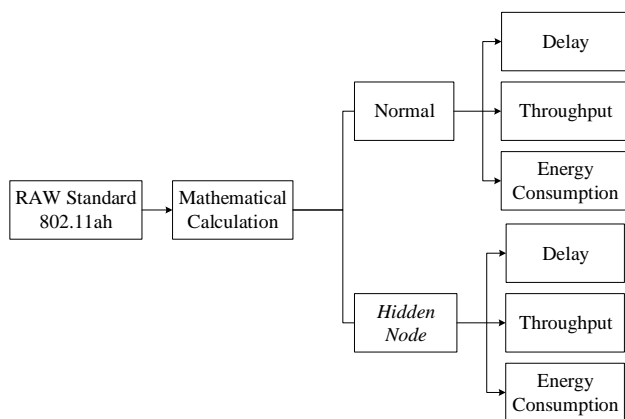 RAW Standard
802.11ah
Mathematical
Calculation
Normal
Delay
Throughput
Energy
Consumption
Hidden
Node
Delay
Throughput
Energy
Consumption